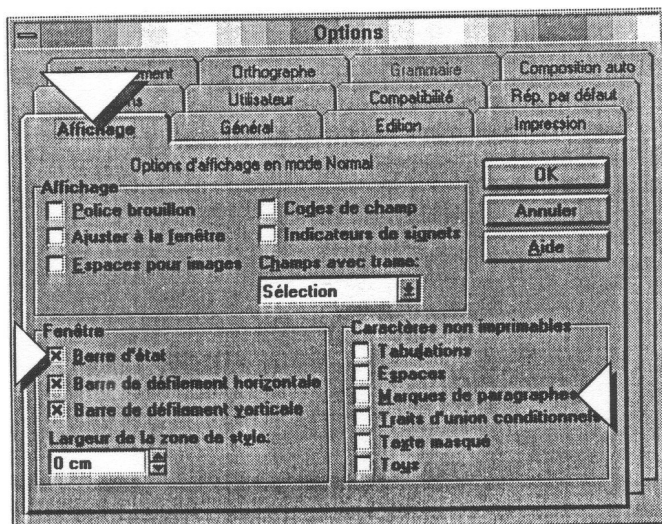 Options
Orthographe Grammaire Composition auto
Utilisateur Compatibilité Rép. par défaut
Affichage Général Edition Impression
Options d'affichage en mode Normal
Affichage
Police brouillon
Ajuster à la fenêtre
Espaces pour images
Codes de champ
Indicateurs de signets
Champs avec trame:
Sélection
OK
Annuler
Aide
Fenêtre
Barre d'état
Barre de défilement horizontale
Barre de défilement verticale
Largeur de la zone de style:
0 cm
Caractères non imprimables
Tabulations
Espaces
Marques de paragraphes
Traits d'union conditionnels
Texte masqué
Tous